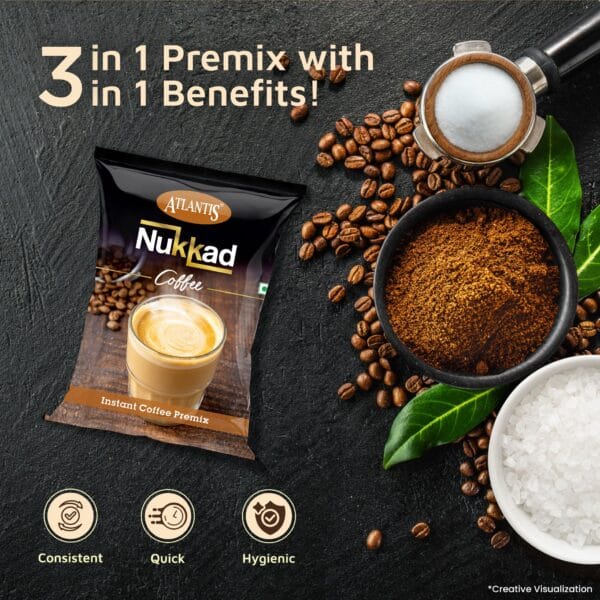 3 in 1 Premix with
in 1 Benefits!
ATLANTIS®
Nukkad
Coffee
Instant Coffee Premix
Consistent
Quick
Hygienic
*Creative Visualization